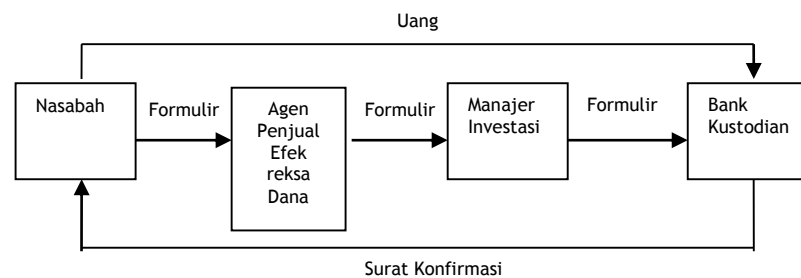 Uang
Nasabah
Formulir
Agen
Penjual
Efek
reksa
Dana
Formulir
Manajer
Investasi
Formulir
Bank
Kustodian
Surat Konfirmasi